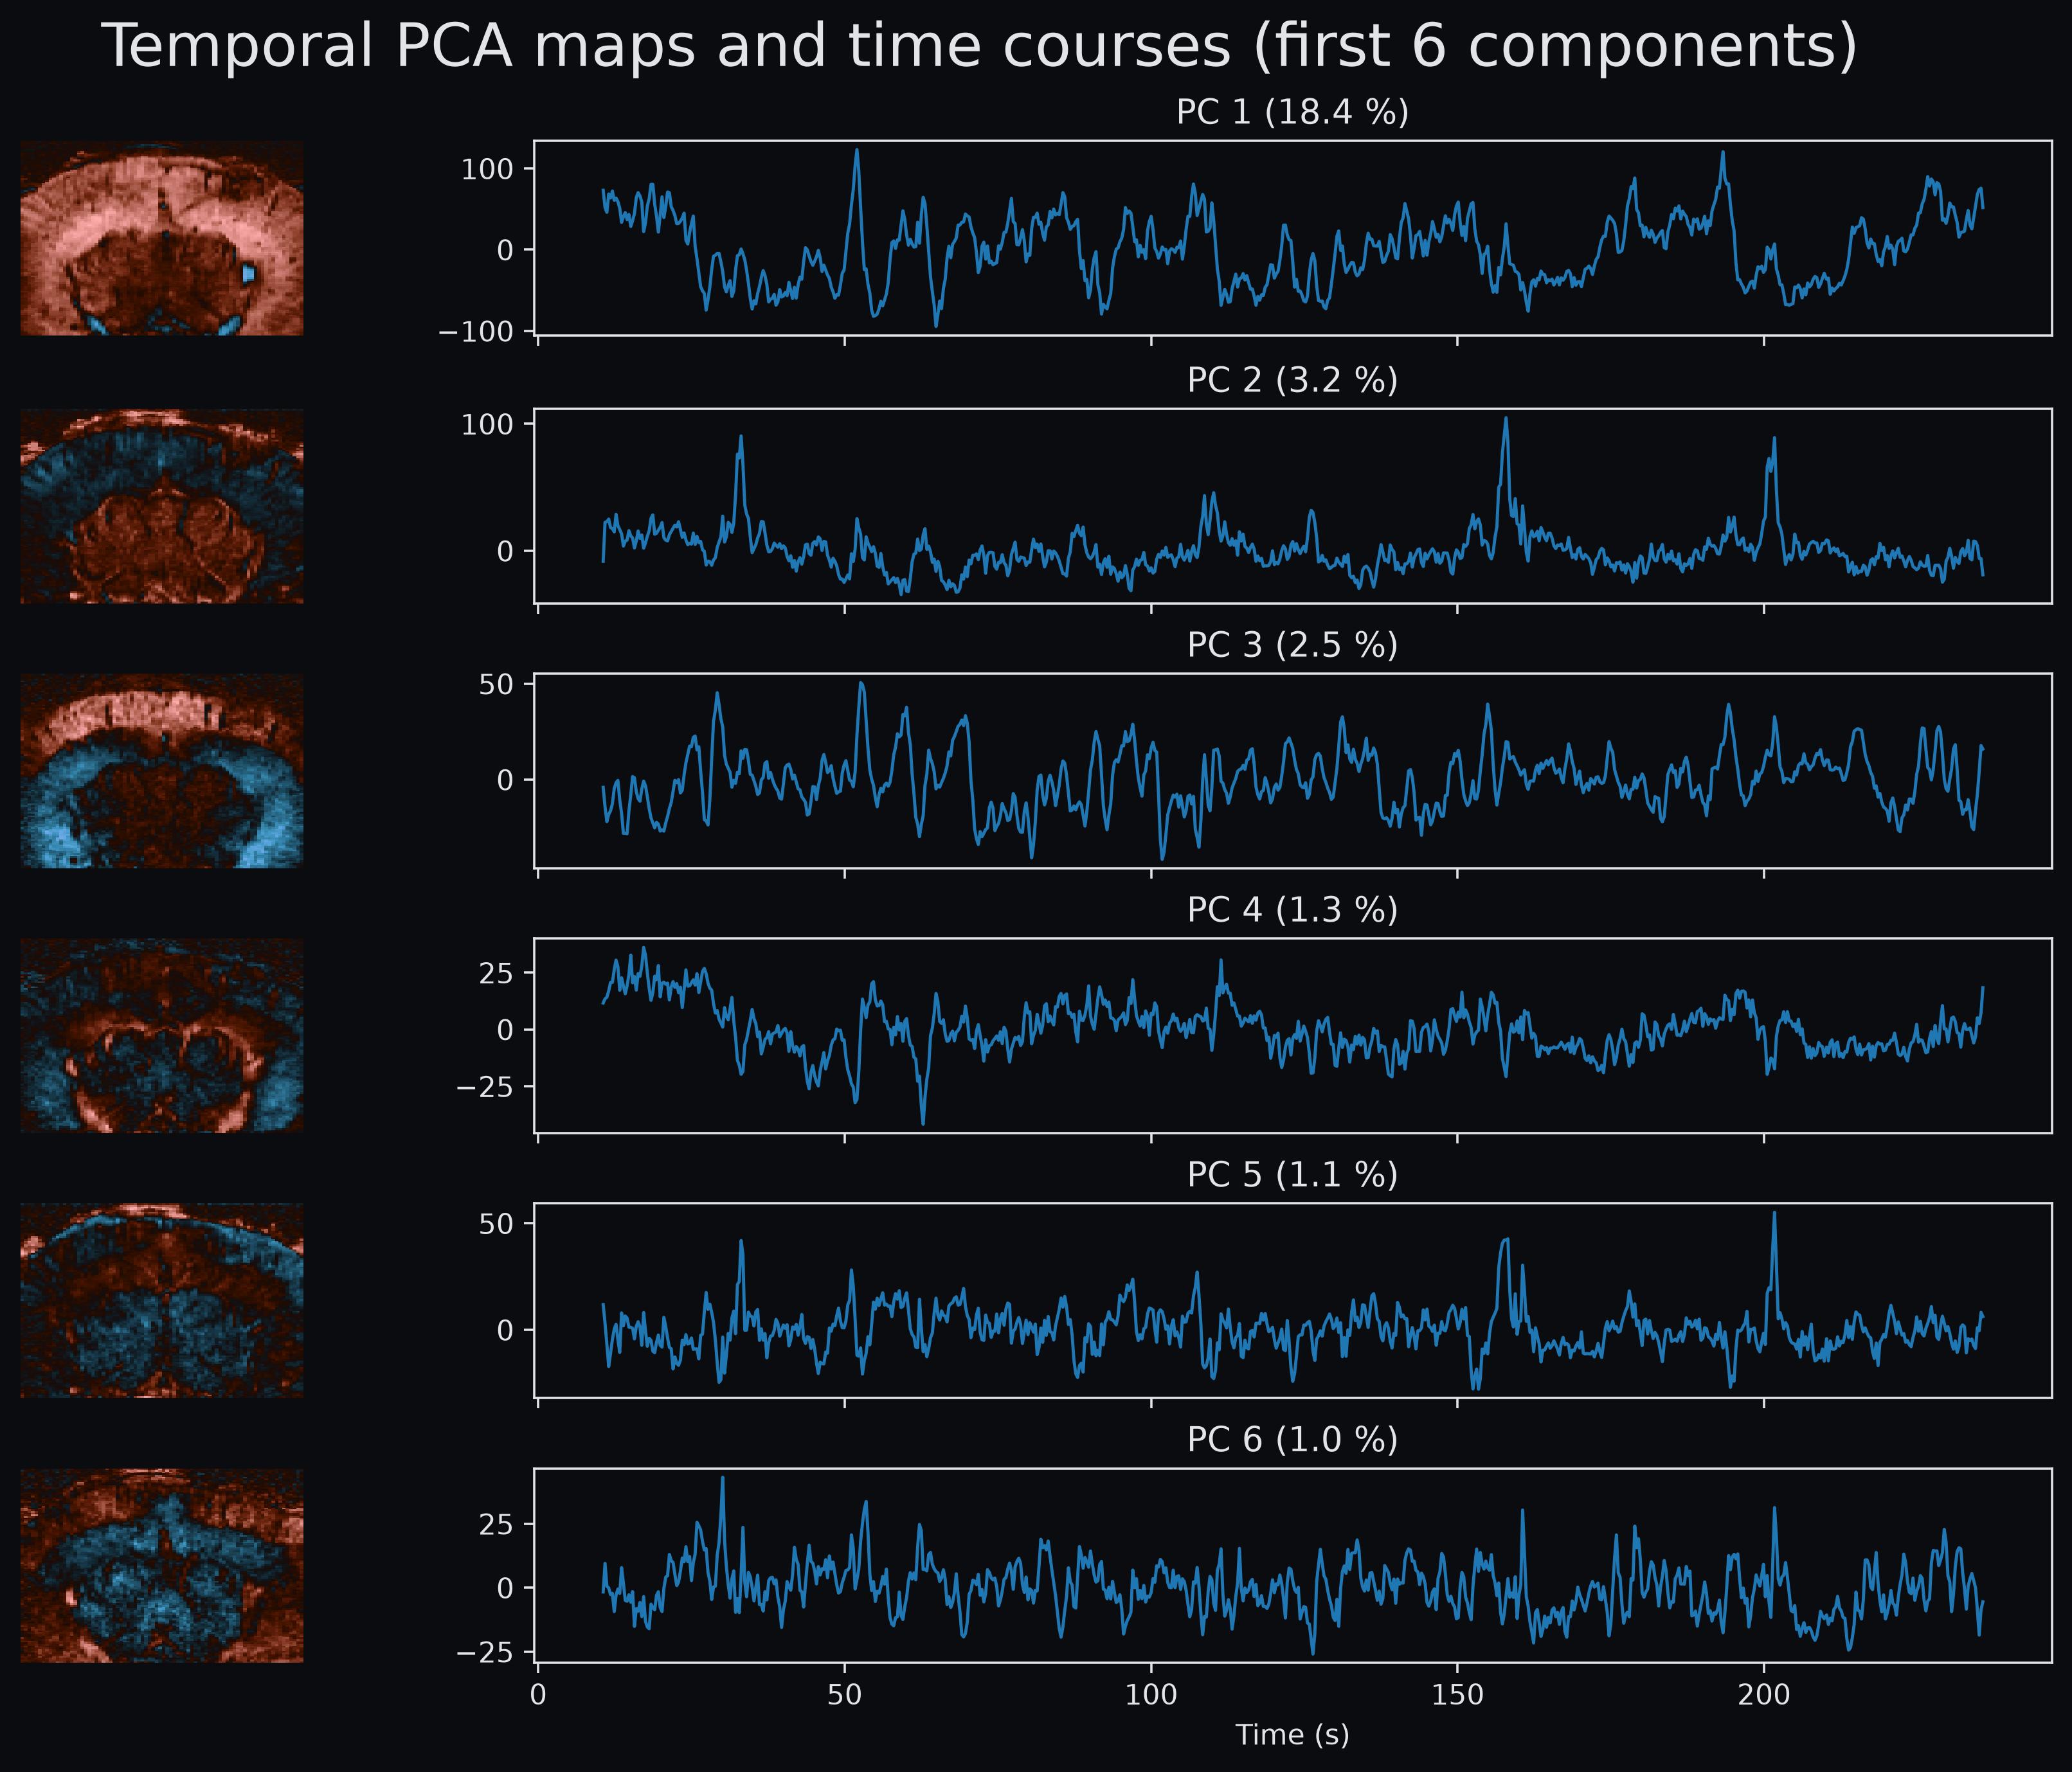 Temporal PCA maps and time courses (first 6 components)
PC 1 (18.4 %)
100
0
−100
PC 2 (3.2 %)
100
0
PC 3 (2.5 %)
50
0
PC 4 (1.3 %)
25
0
−25
PC 5 (1.1 %)
50
0
PC 6 (1.0 %)
25
0
−25
0 50 100 150 200
Time (s)